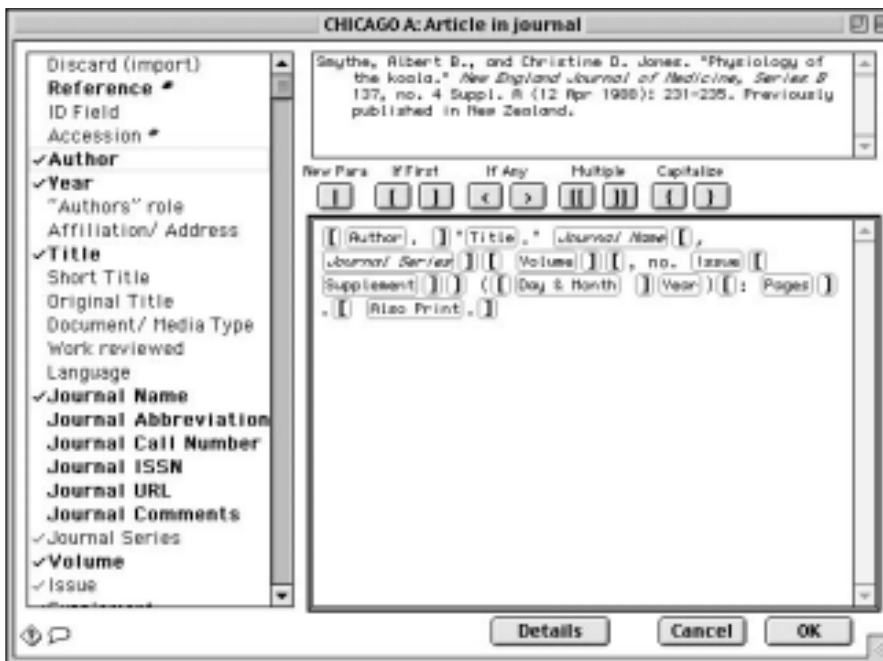 CHICAGO A: Article in journal
Discard (import)
Reference #
ID Field
Accession #
✓Author
✓Year
"Authors" role
Affiliation/ Address
✓Title
Short Title
Original Title
Document/ Media Type
Work reviewed
Language
✓Journal Name
Journal Abbreviation
Journal Call Number
Journal ISSN
Journal URL
Journal Comments
✓Journal Series
✓Volume
✓Issue
Smythe, Albert B., and Christine D. Jones. "Physiology of
the koala." New England Journal of Medicine, Series B
137, no. 4 Suppl. A (12 Apr 1988): 231-235. Previously
published in New Zealand.
New Para If First If Any Multiple Capitalize
| [ ] < > [[ ]] { }
[ Author. ] "Title." Journal Name [,
Journal Series ] [ Volume ] [, no. Issue [
Supplement ] ] ( [ Day & Month ] Year ) [: Pages ]
. [ Also Print. ]
Details Cancel OK